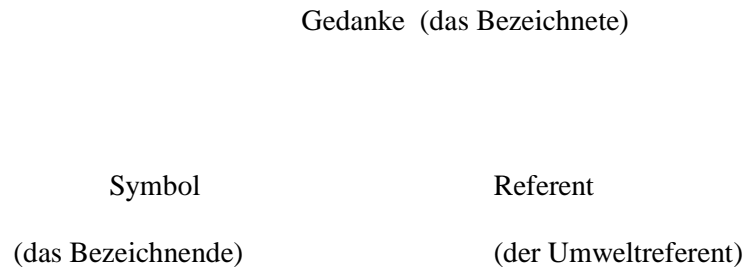 Gedanke (das Bezeichnete)
Symbol Referent
(das Bezeichnende) (der Umweltreferent)